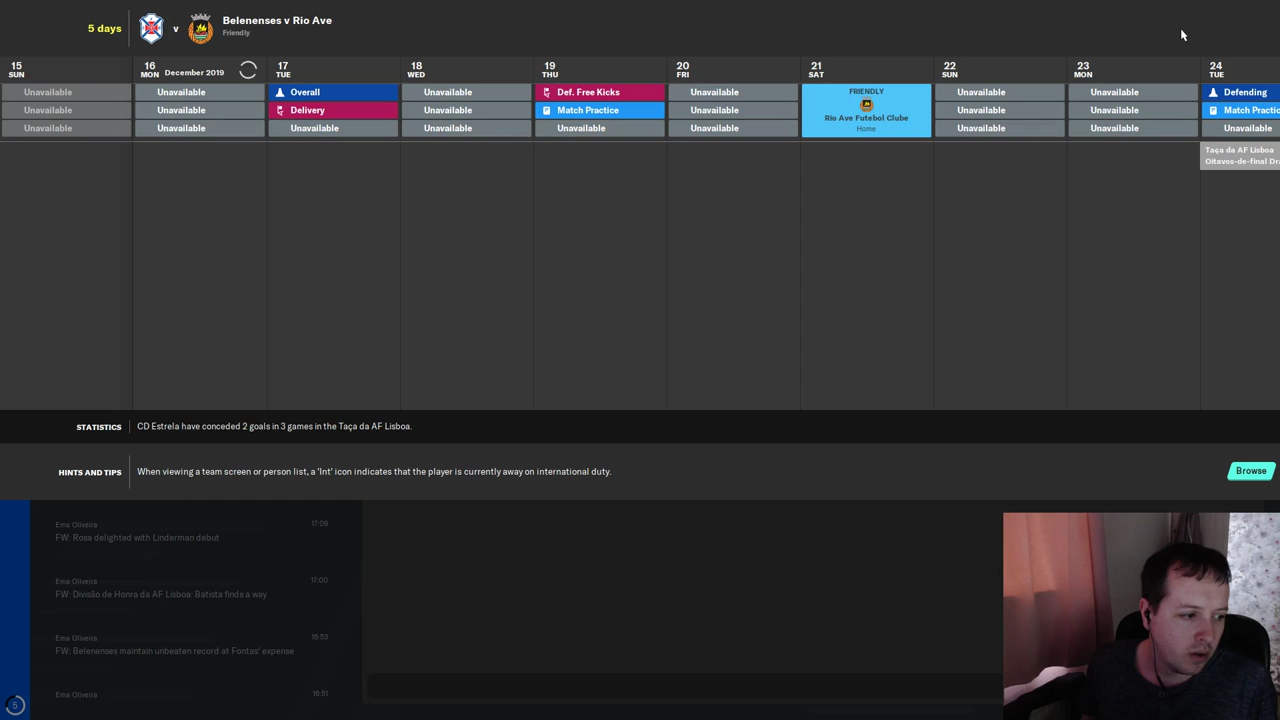 5 days
v
Belenenses v Rio Ave
Friendly
15
SUN
16
MON
December 2019
17
TUE
18
WED
19
THU
20
FRI
21
SAT
22
SUN
23
MON
24
TUE
Unavailable
Unavailable
Overall
Unavailable
Def. Free Kicks
Unavailable
FRIENDLY
Unavailable
Unavailable
Defending
Unavailable
Unavailable
Delivery
Unavailable
Match Practice
Unavailable
Rio Ave Futebol Clube
Unavailable
Unavailable
Match Practic
Unavailable
Unavailable
Unavailable
Unavailable
Unavailable
Unavailable
Home
Unavailable
Unavailable
Unavailable
Taça da AF Lisboa
Oitavos-de-final Dra
STATISTICS
CD Estrela have conceded 2 goals in 3 games in the Taça da AF Lisboa.
HINTS AND TIPS
When viewing a team screen or person list, a 'Int' icon indicates that the player is currently away on international duty.
Browse
Ema Oliveira
17:09
FW: Rosa delighted with Linderman debut
Ema Oliveira
17:00
FW: Divisão de Honra da AF Lisboa: Batista finds a way
Ema Oliveira
16:53
FW: Belenenses maintain unbeaten record at Fontas' expense
Ema Oliveira
16:51
5